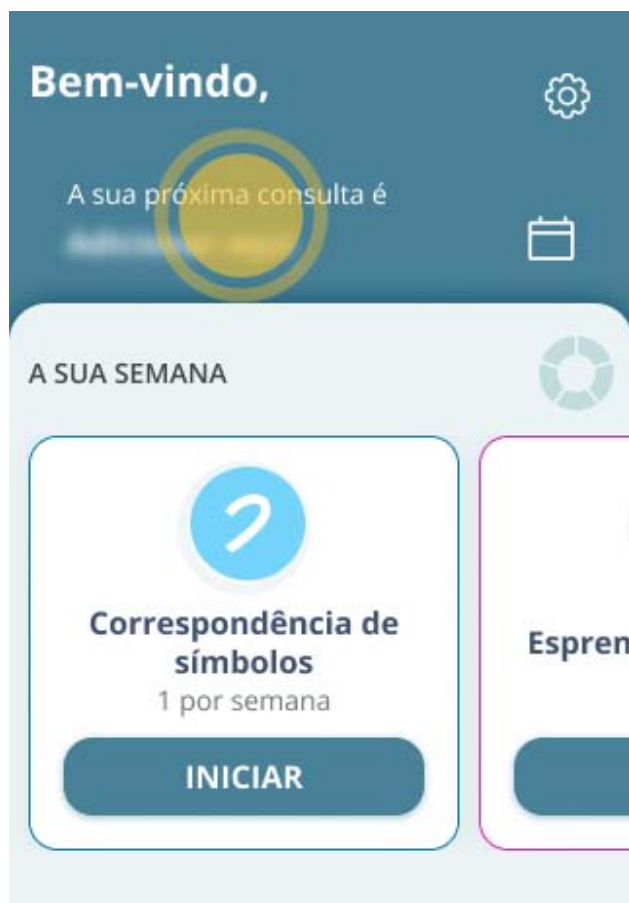 Bem-vindo,
A sua próxima consulta é
A SUA SEMANA
Correspondência de
símbolos
1 por semana
INICIAR
Espren